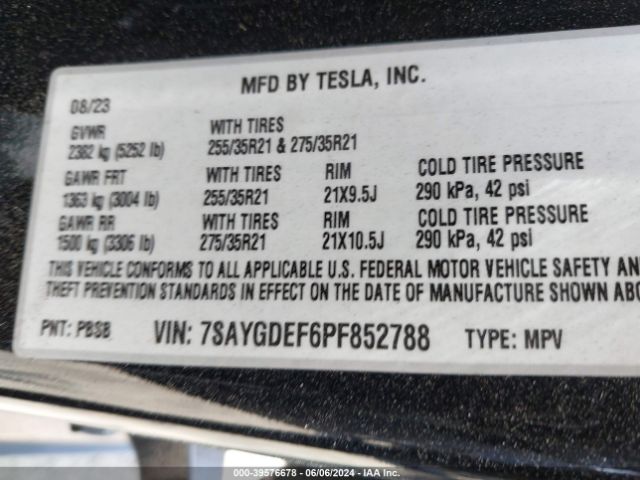 MFD BY TESLA, INC.
08/23
GVWR WITH TIRES
2382 kg (5252 lb) 255/35R21 & 275/35R21
GAWR FRT WITH TIRES RIM COLD TIRE PRESSURE
1363 kg (3004 lb) 255/35R21 21X9.5J 290 kPa, 42 psi
GAWR RR WITH TIRES RIM COLD TIRE PRESSURE
1500 kg (3306 lb) 275/35R21 21X10.5J 290 kPa, 42 psi
THIS VEHICLE CONFORMS TO ALL APPLICABLE U.S. FEDERAL MOTOR VEHICLE SAFETY AN
THEFT PREVENTION STANDARDS IN EFFECT ON THE DATE OF MANUFACTURE SHOWN ABO
PNT: PBSB VIN: 7SAYGDEF6PF852788 TYPE: MPV
000-39576678 - 06/06/2024 - IAA Inc.